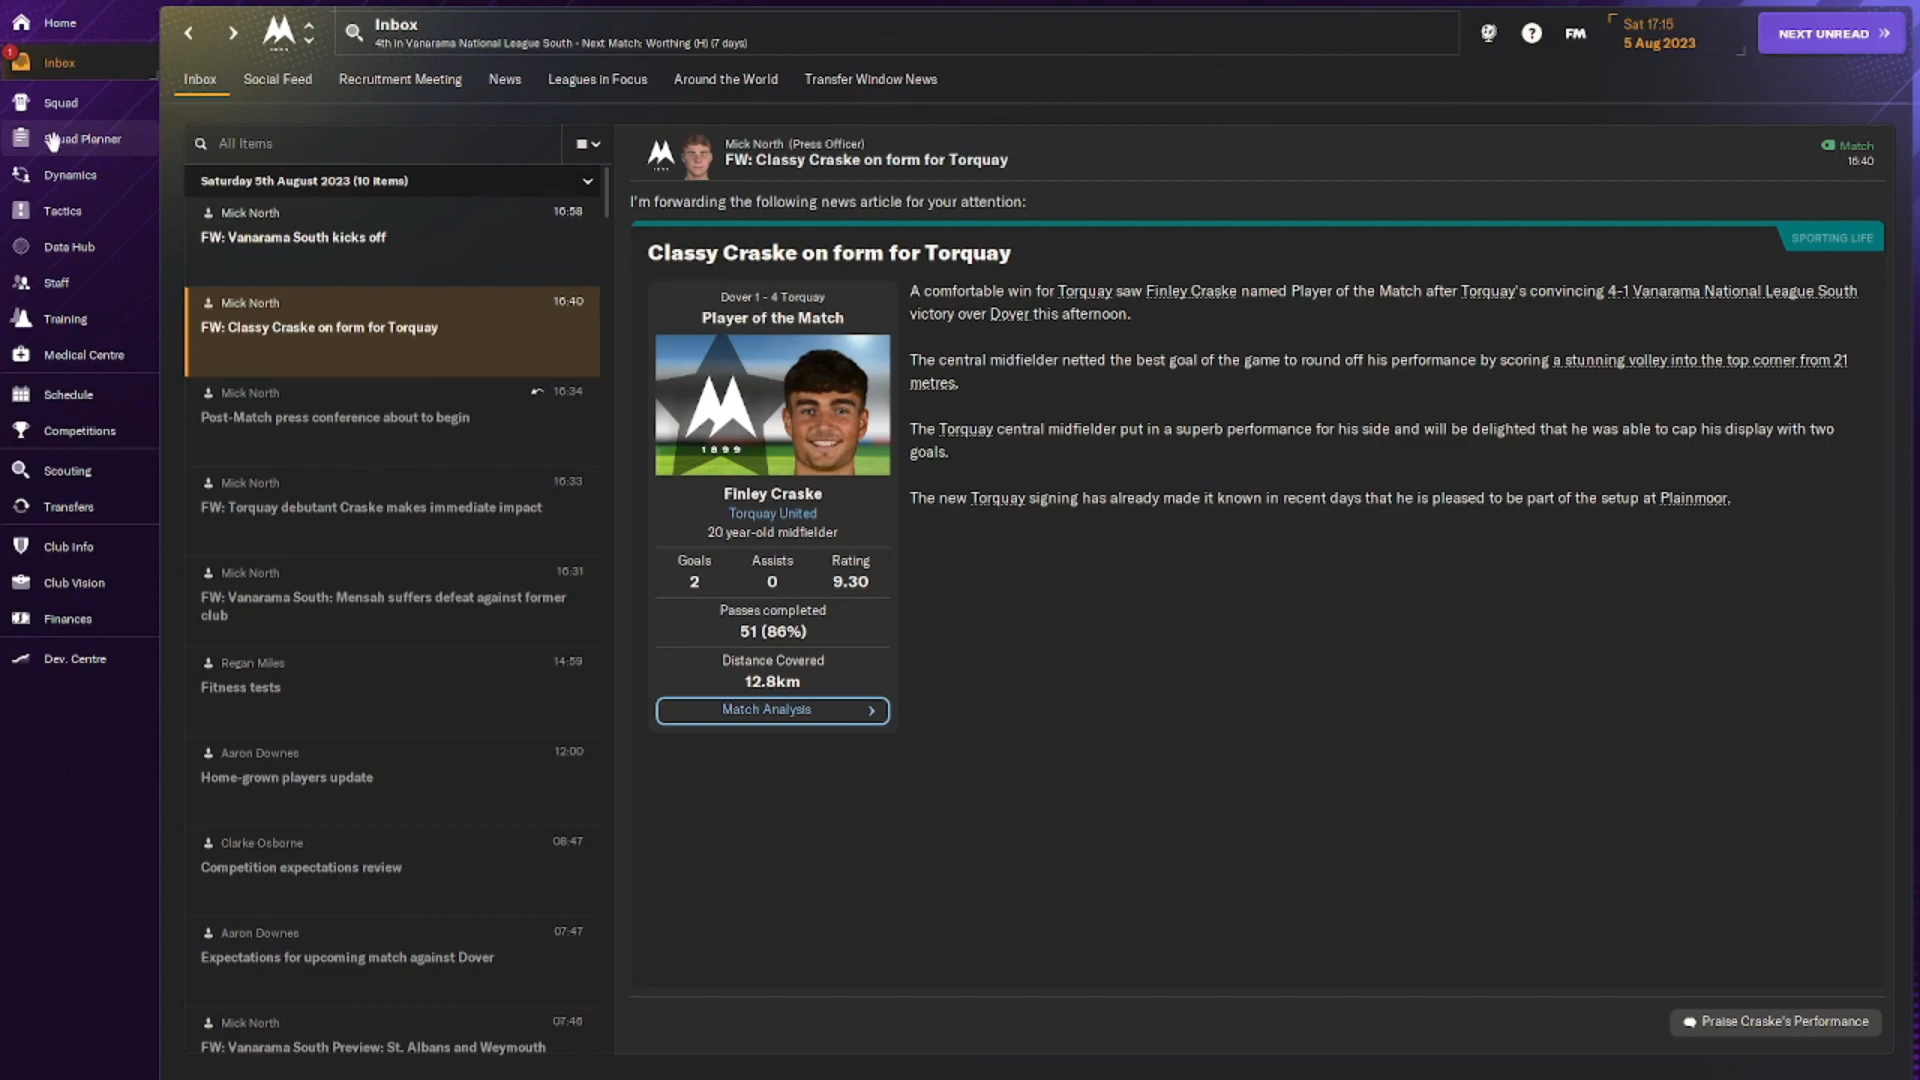 Home
1
Inbox
Squad
Squad Planner
Dynamics
Tactics
Data Hub
Staff
Training
Medical Centre
Schedule
Competitions
Scouting
Transfers
Club Info
Club Vision
Finances
Dev. Centre
Inbox
4th in Vanarama National League South - Next Match: Worthing (H) (7 days)
FM
Sat 17:15
5 Aug 2023
NEXT UNREAD
Inbox
Social Feed
Recruitment Meeting
News
Leagues in Focus
Around the World
Transfer Window News
All Items
Saturday 5th August 2023 (10 Items)
Mick North 16:58
FW: Vanarama South kicks off
Mick North 16:40
FW: Classy Craske on form for Torquay
Mick North 16:34
Post-Match press conference about to begin
Mick North 16:33
FW: Torquay debutant Craske makes immediate impact
Mick North 16:31
FW: Vanarama South: Mensah suffers defeat against former
club
Regan Miles 14:59
Fitness tests
Aaron Downes 12:00
Home-grown players update
Clarke Osborne 08:47
Competition expectations review
Aaron Downes 07:47
Expectations for upcoming match against Dover
Mick North 07:46
FW: Vanarama South Preview: St. Albans and Weymouth
Mick North (Press Officer)
FW: Classy Craske on form for Torquay
Match
16:40
I'm forwarding the following news article for your attention:
SPORTING LIFE
Classy Craske on form for Torquay
Dover 1 - 4 Torquay
Player of the Match
1899
Finley Craske
Torquay United
20 year-old midfielder
Goals Assists Rating
2 0 9.30
Passes completed
51 (86%)
Distance Covered
12.8km
Match Analysis
A comfortable win for Torquay saw Finley Craske named Player of the Match after Torquay's convincing 4-1 Vanarama National League South
victory over Dover this afternoon.
The central midfielder netted the best goal of the game to round off his performance by scoring a stunning volley into the top corner from 21
metres.
The Torquay central midfielder put in a superb performance for his side and will be delighted that he was able to cap his display with two
goals.
The new Torquay signing has already made it known in recent days that he is pleased to be part of the setup at Plainmoor.
Praise Craske's Performance